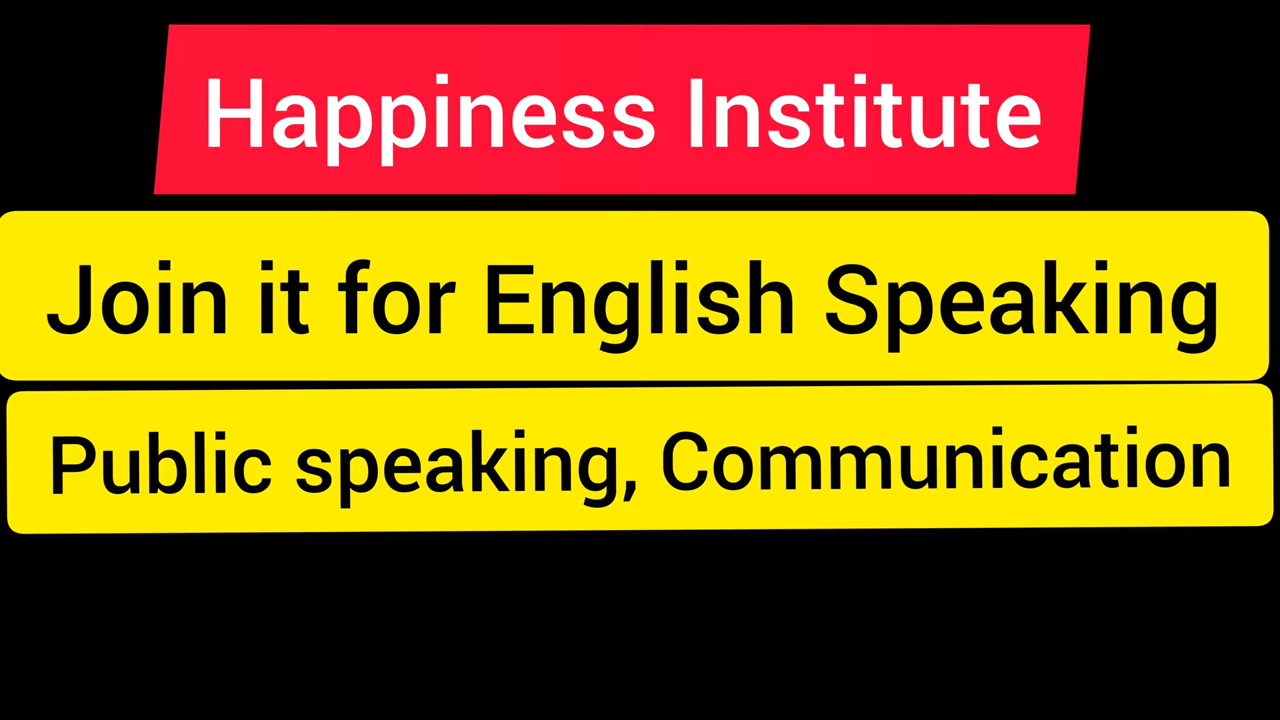 Happiness Institute
Join it for English Speaking
Public speaking, Communication